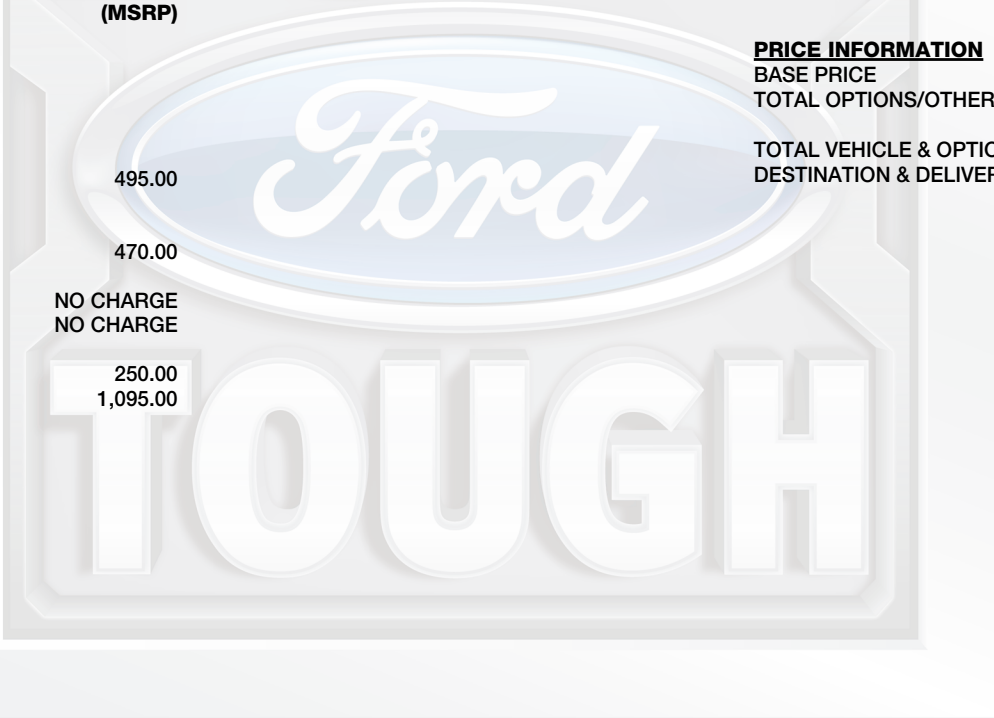 (MSRP)
PRICE INFORMATION
BASE PRICE
TOTAL OPTIONS/OTHER
TOTAL VEHICLE & OPTIO
DESTINATION & DELIVER
495.00
470.00
NO CHARGE
NO CHARGE
250.00
1,095.00
Ford
TOUGH